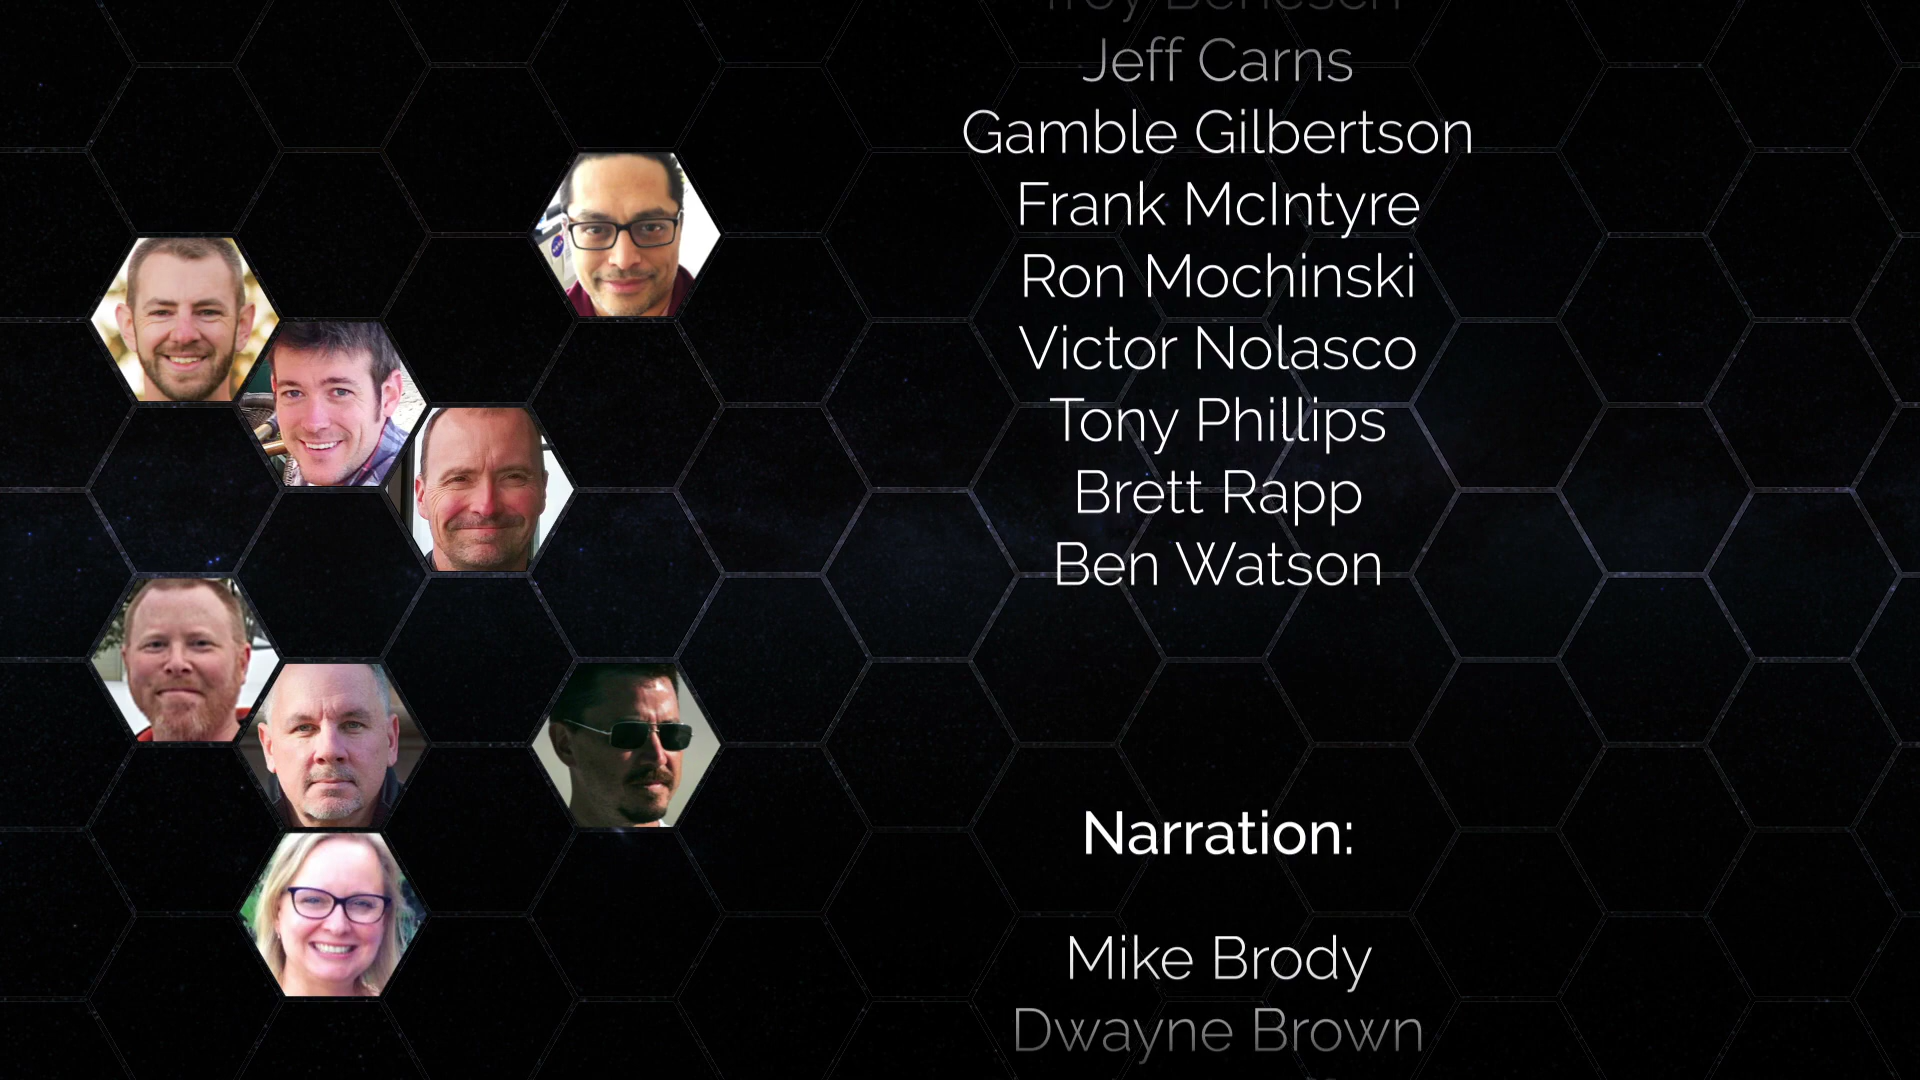 Jeff Carns
Gamble Gilbertson
Frank McIntyre
Ron Mochinski
Victor Nolasco
Tony Phillips
Brett Rapp
Ben Watson
Narration:
Mike Brody
Dwayne Brown